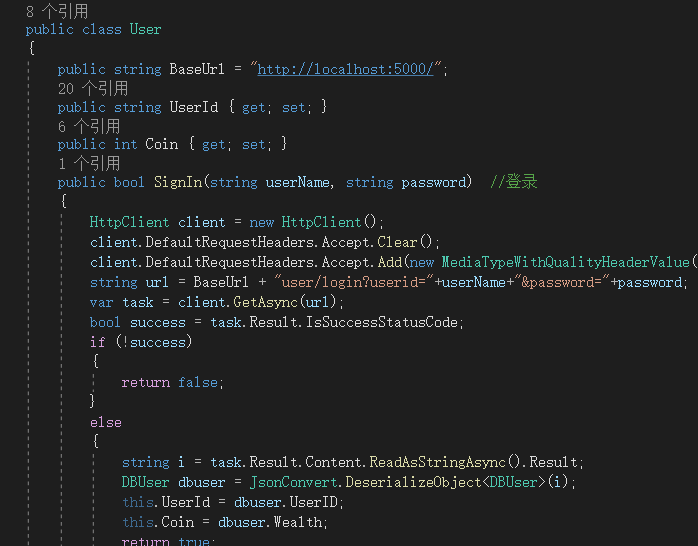 8 个引用
public class User
{
public string BaseUrl = "http://localhost:5000/";
20 个引用
public string UserId { get; set; }
6 个引用
public int Coin { get; set; }
1 个引用
public bool SignIn(string userName, string password)  //登录
{
HttpClient client = new HttpClient();
client.DefaultRequestHeaders.Accept.Clear();
client.DefaultRequestHeaders.Accept.Add(new MediaTypeWithQualityHeaderValue(
string url = BaseUrl + "user/login?userid="+userName+"&password="+password;
var task = client.GetAsync(url);
bool success = task.Result.IsSuccessStatusCode;
if (!success)
{
return false;
}
else
{
string i = task.Result.Content.ReadAsStringAsync().Result;
DBUser dbuser = JsonConvert.DeserializeObject<DBUser>(i);
this.UserId = dbuser.UserID;
this.Coin = dbuser.Wealth;
return true;